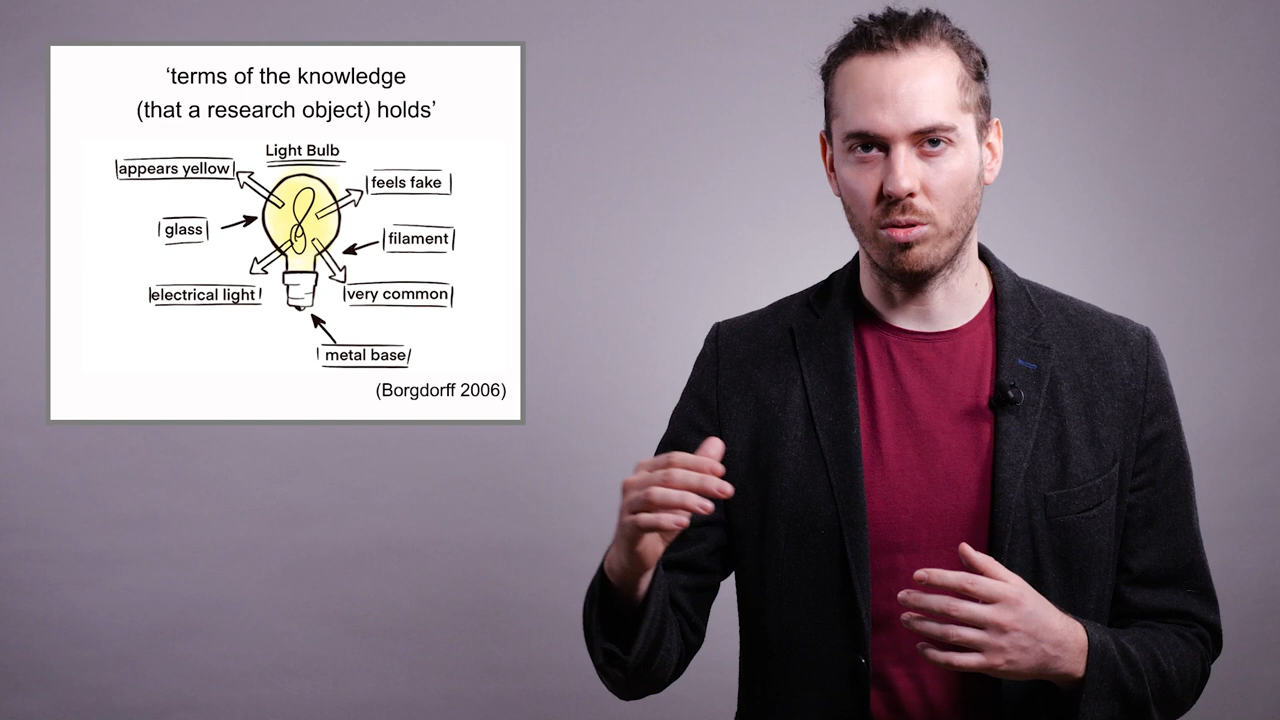 ‘terms of the knowledge
(that a research object) holds’
Light Bulb
appears yellow
feels fake
glass
filament
electrical light
very common
metal base
(Borgdorff 2006)